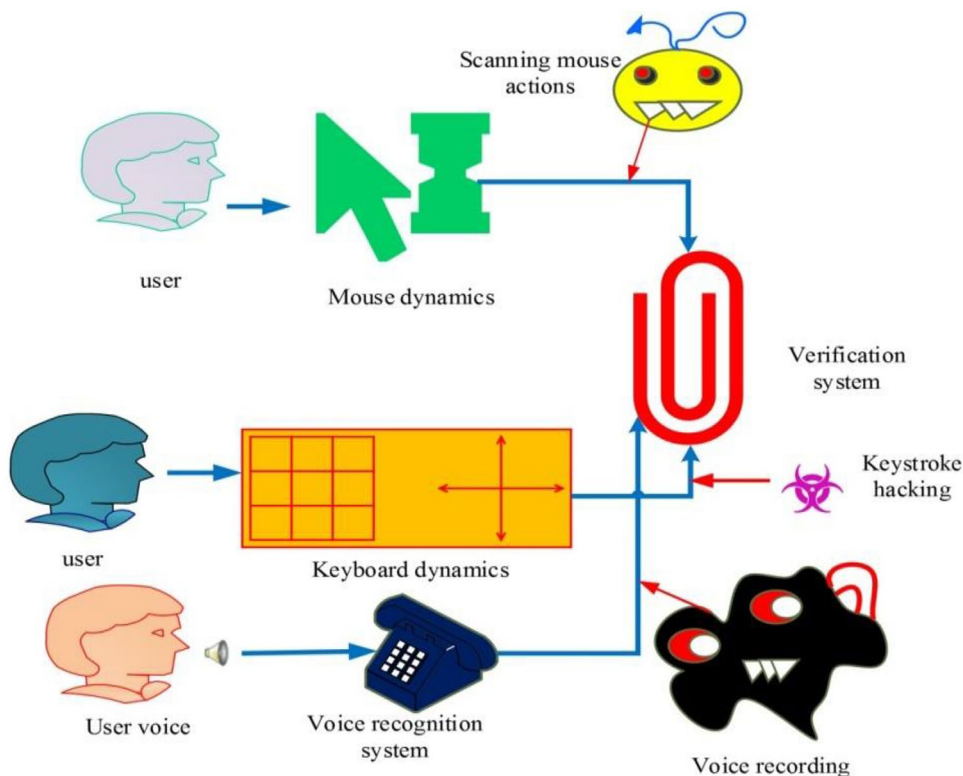 Scanning mouse
actions
user
Mouse dynamics
Verification
system
Keystroke
hacking
user
Keyboard dynamics
User voice
Voice recognition
system
Voice recording